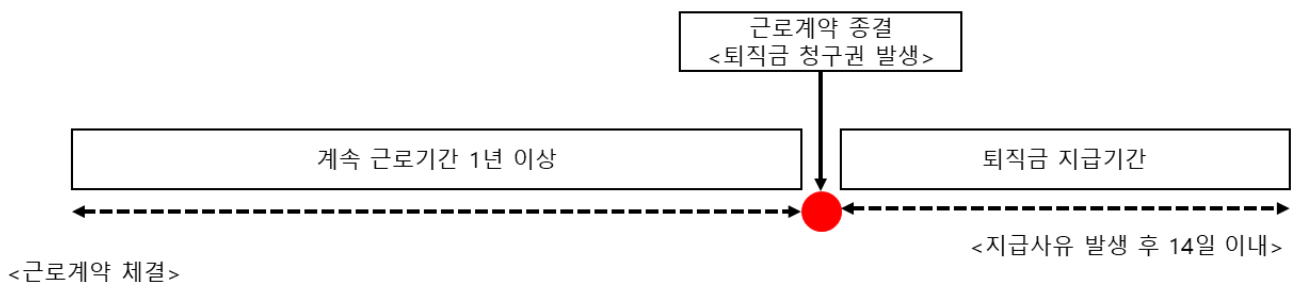 근로계약 종결
<퇴직금 청구권 발생>
계속 근로기간 1년 이상
퇴직금 지급기간
<지급사유 발생 후 14일 이내>
<근로계약 체결>